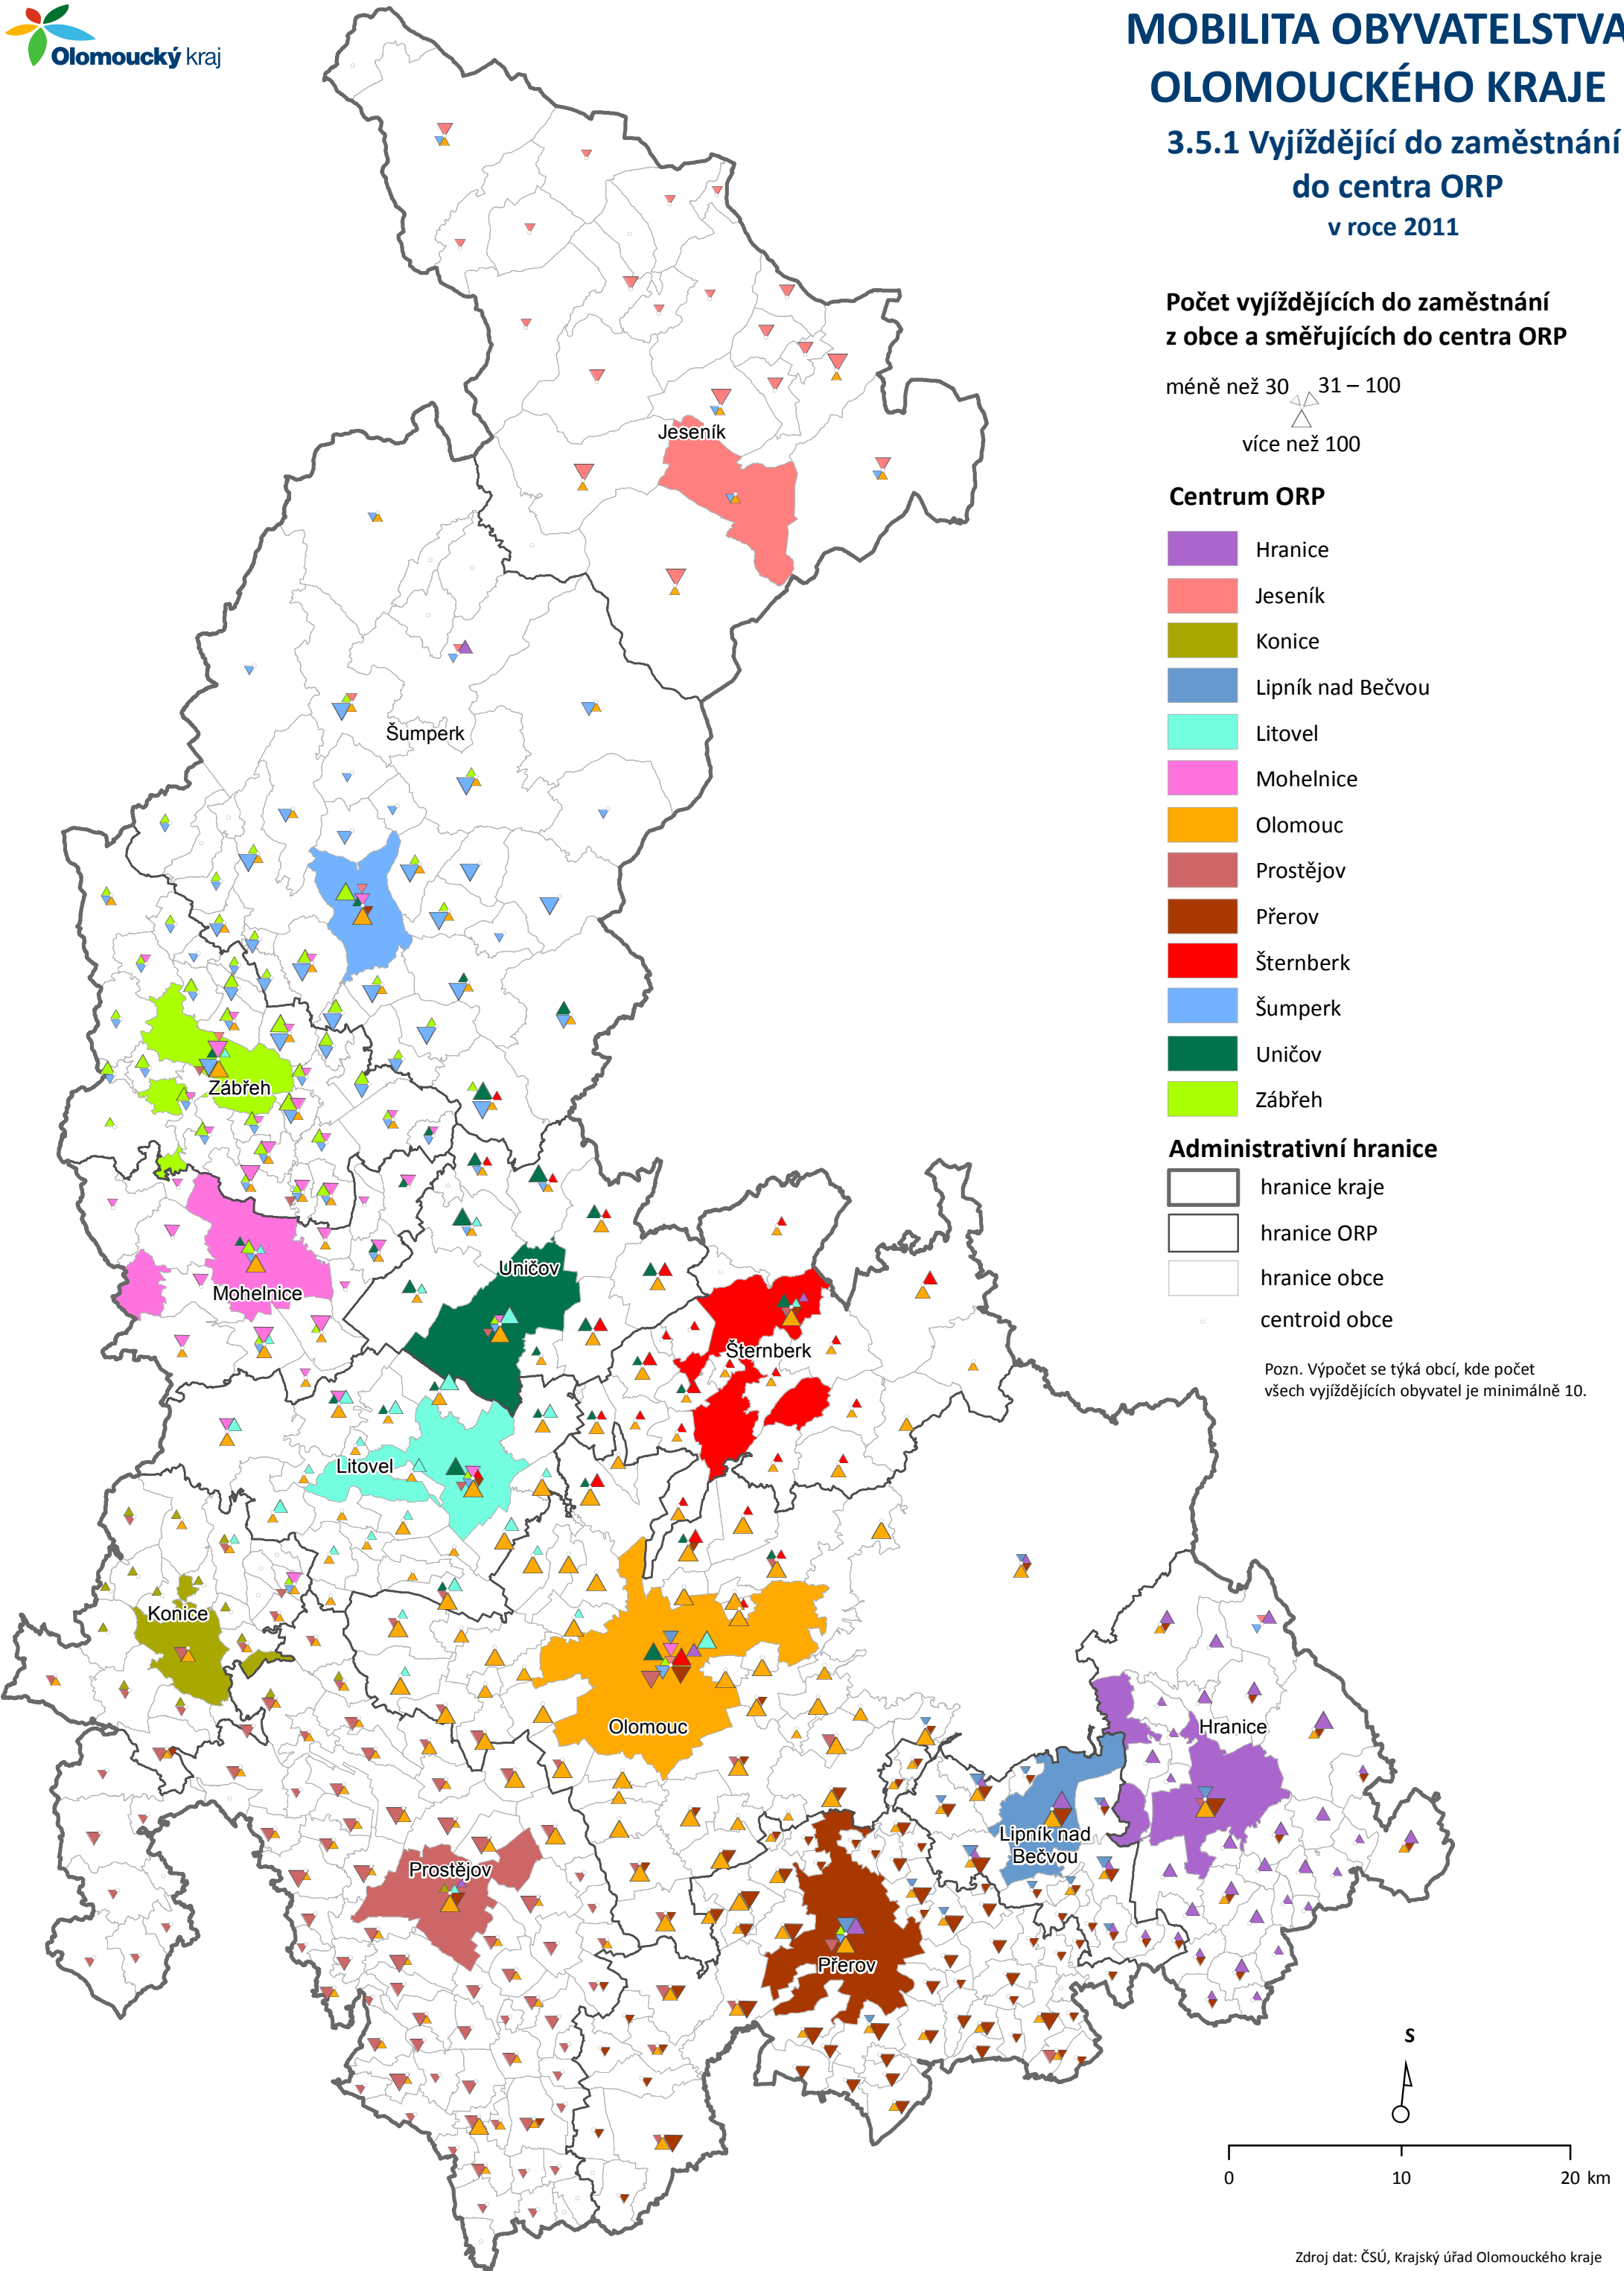 Olomoucký kraj
MOBILITA OBYVATELSTVA
OLOMOUCKÉHO KRAJE
3.5.1 Vyjíždějící do zaměstnání
do centra ORP
v roce 2011
Počet vyjíždějících do zaměstnání
z obce a směřujících do centra ORP
méně než 30
31 – 100
více než 100
Centrum ORP
Hranice
Jeseník
Konice
Lipník nad Bečvou
Litovel
Mohelnice
Olomouc
Prostějov
Přerov
Šternberk
Šumperk
Uničov
Zábřeh
Administrativní hranice
hranice kraje
hranice ORP
hranice obce
centroid obce
Pozn. Výpočet se týká obcí, kde počet
všech vyjíždějících obyvatel je minimálně 10.
Jeseník
Šumperk
Zábřeh
Uničov
Mohelnice
Šternberk
Litovel
Konice
Olomouc
Hranice
Lipník nad
Bečvou
Prostějov
Přerov
S
0 10 20 km
Zdroj dat: ČSÚ, Krajský úřad Olomouckého kraje